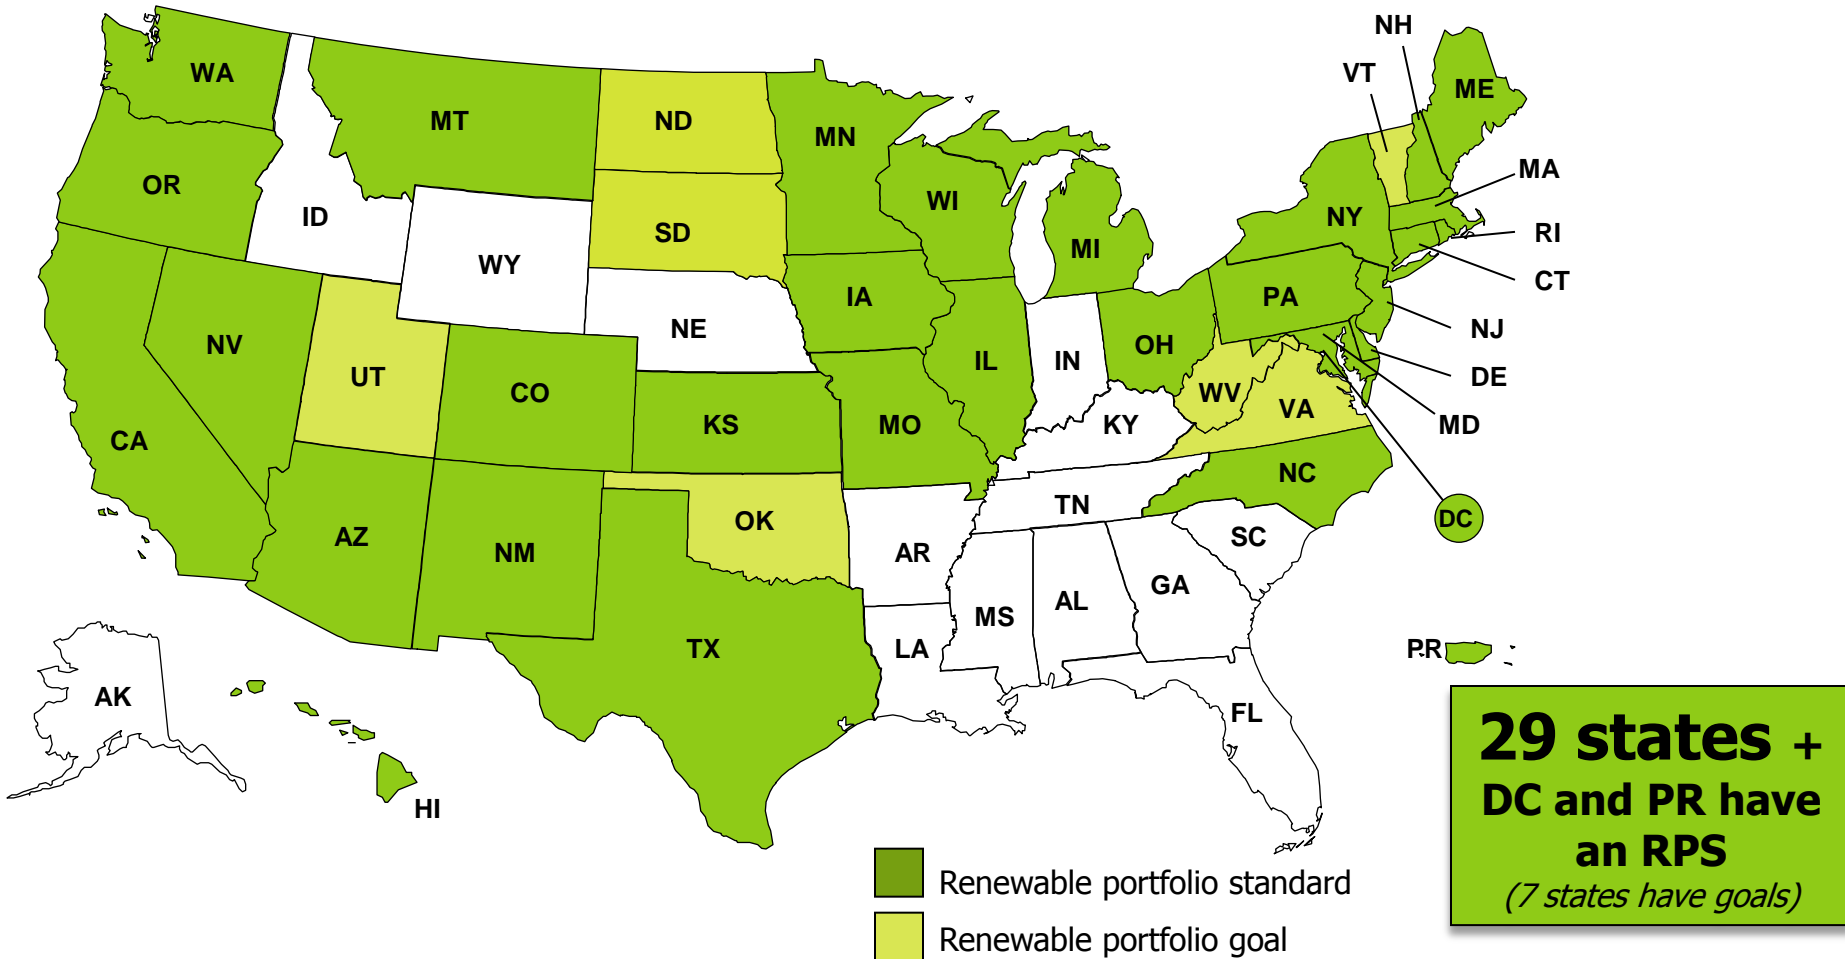 NH
VT
ME
WA
MT
ND
MN
OR
ID
SD
WI
MI
NY
MA
RI
CT
WY
NE
IA
PA
NJ
NV
UT
CO
IL
IN
OH
DE
CA
KS
MO
KY
WV
VA
MD
NC
AZ
NM
OK
AR
TN
SC
DC
MS
AL
GA
TX
LA
PR
AK
FL
HI
29 states +
DC and PR have
an RPS
(7 states have goals)
Renewable portfolio standard
Renewable portfolio goal